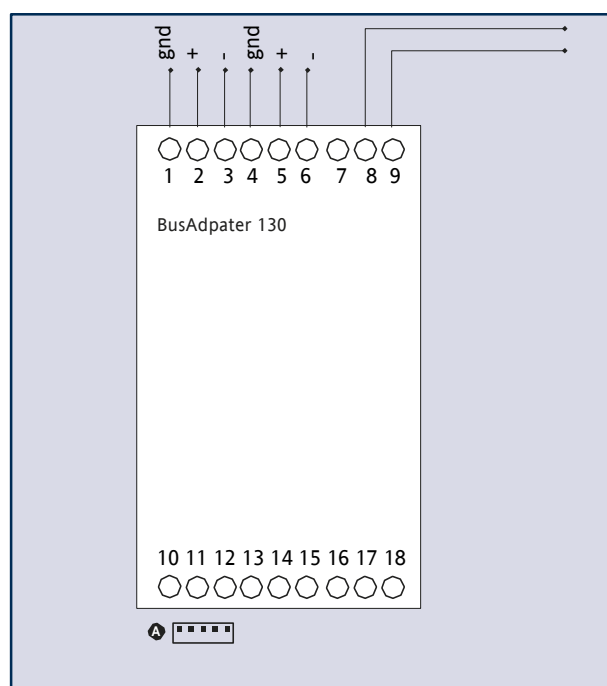 gnd + - gnd + -
1 2 3 4 5 6 7 8 9
BusAdpater 130
10 11 12 13 14 15 16 17 18
A